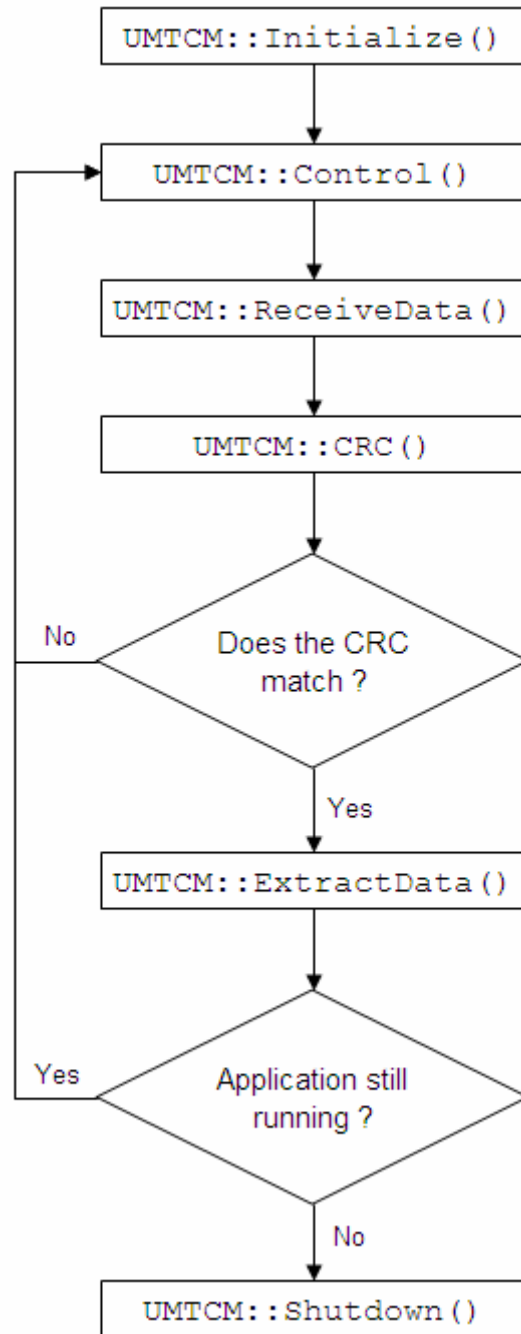 UMTCM::Initialize()
UMTCM::Control()
UMTCM::ReceiveData()
UMTCM::CRC()
Does the CRC
match ?
No
Yes
UMTCM::ExtractData()
Application still
running ?
Yes
No
UMTCM::Shutdown()